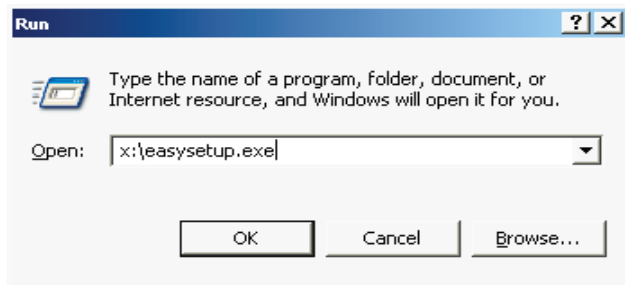 Run
Type the name of a program, folder, document, or
Internet resource, and Windows will open it for you.
Open: x:\easysetup.exe
OK Cancel Browse...